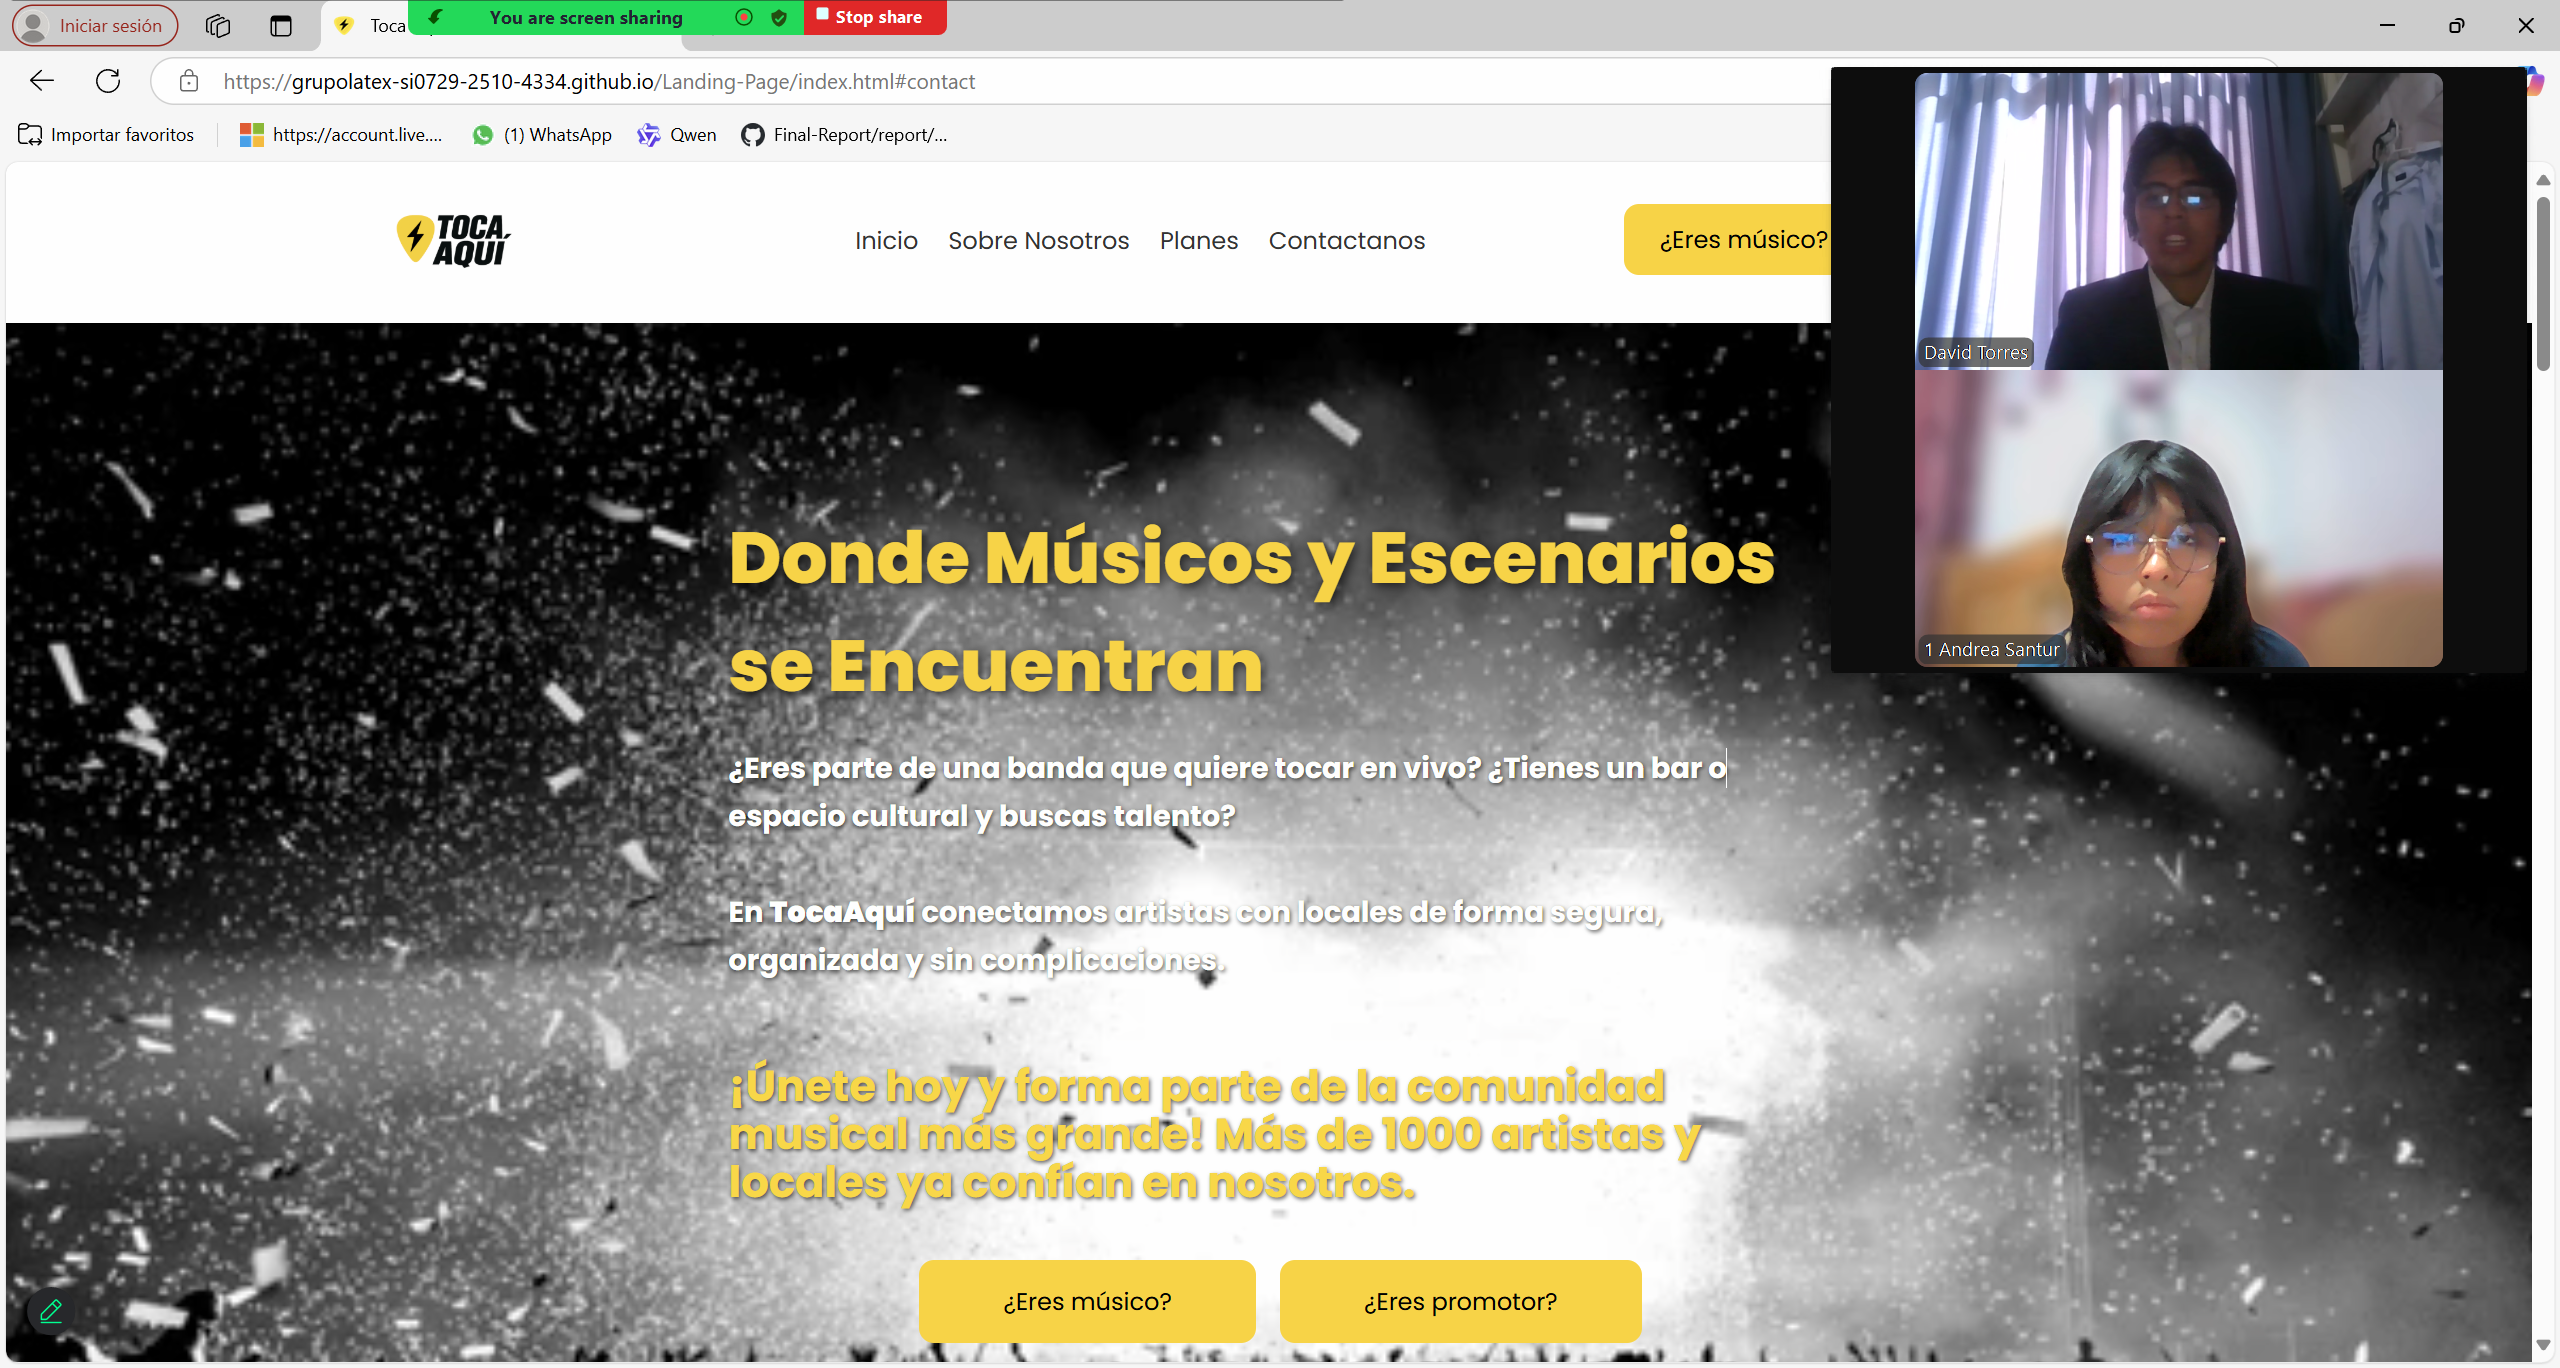 Iniciar sesión
Toca
You are screen sharing
Stop share
https://grupolatex-si0729-2510-4334.github.io/Landing-Page/index.html#contact
Importar favoritos
https://account.live....
(1) WhatsApp
Qwen
Final-Report/report/...
TOCA
AQUÍ
Inicio
Sobre Nosotros
Planes
Contactanos
¿Eres músico?
David Torres
1 Andrea Santur
Donde Músicos y Escenarios
se Encuentran
¿Eres parte de una banda que quiere tocar en vivo? ¿Tienes un bar o
espacio cultural y buscas talento?
En TocaAquí conectamos artistas con locales de forma segura,
organizada y sin complicaciones.
¡Únete hoy y forma parte de la comunidad
musical más grande! Más de 1000 artistas y
locales ya confían en nosotros.
¿Eres músico?
¿Eres promotor?